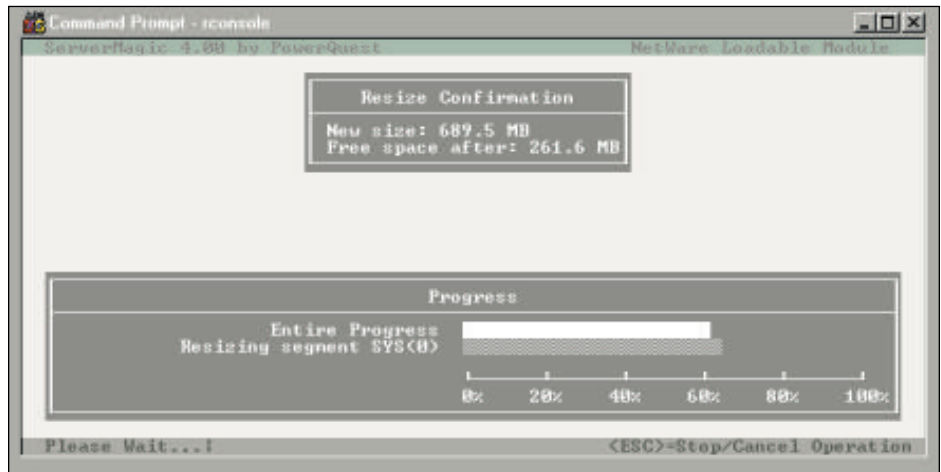 Command Prompt - rconsole
ServerMagic 4.00 by PowerQuest NetWare Loadable Module
Resize Confirmation
New size: 689.5 MB
Free space after: 261.6 MB
Progress
Entire Progress
Resizing segment SYS(0)
0% 20% 40% 60% 80% 100%
Please Wait...! <ESC>=Stop/Cancel Operation